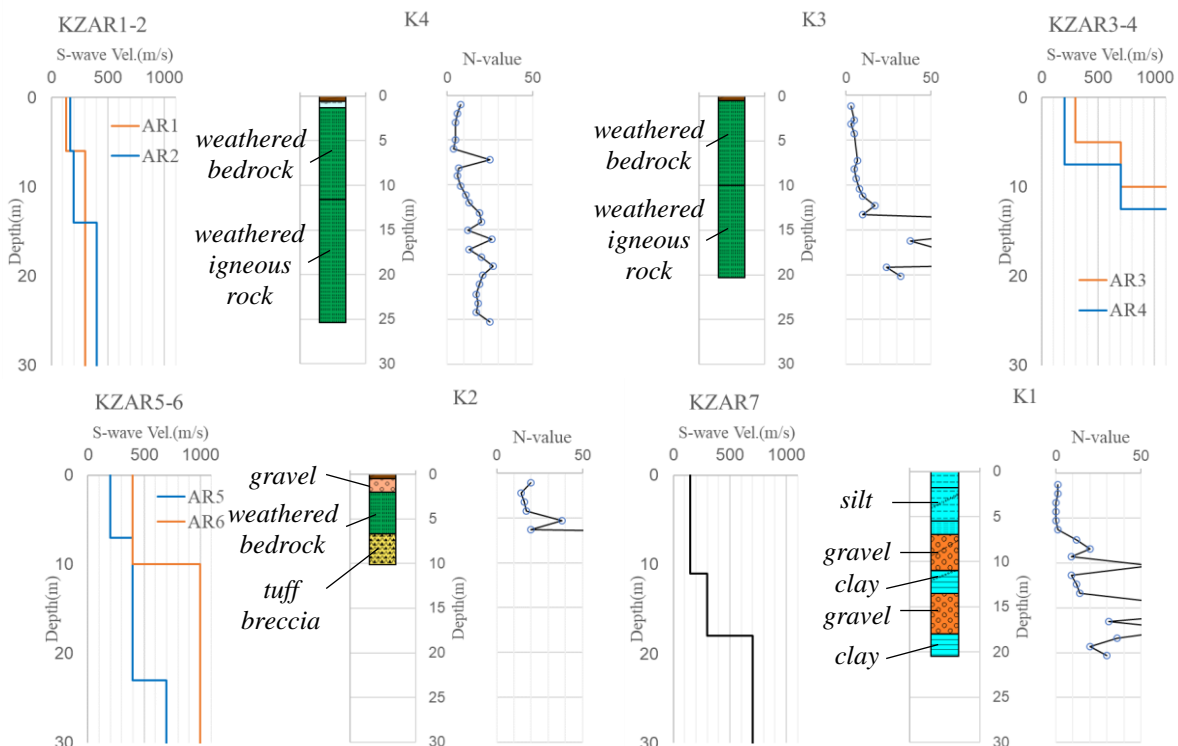 KZAR1-2
S-wave Vel.(m/s)
0 500 1000
0
10
20
30
Depth(m)
AR1
AR2
K4
weathered
bedrock
weathered
igneous
rock
0
5
10
15
20
25
30
Depth(m)
N-value
0 50
K3
weathered
bedrock
weathered
igneous
rock
0
5
10
15
20
25
30
Depth(m)
N-value
0 50
KZAR3-4
S-wave Vel.(m/s)
0 500 1000
0
10
20
30
Depth(m)
AR3
AR4
KZAR5-6
S-wave Vel.(m/s)
0 500 1000
0
10
20
30
Depth(m)
AR5
AR6
K2
gravel
weathered
bedrock
tuff
breccia
0
5
10
15
20
25
30
Depth(m)
N-value
0 50
KZAR7
S-wave Vel.(m/s)
0 500 1000
0
10
20
30
Depth(m)
K1
silt
gravel
clay
gravel
clay
0
5
10
15
20
25
30
Depth(m)
N-value
0 50